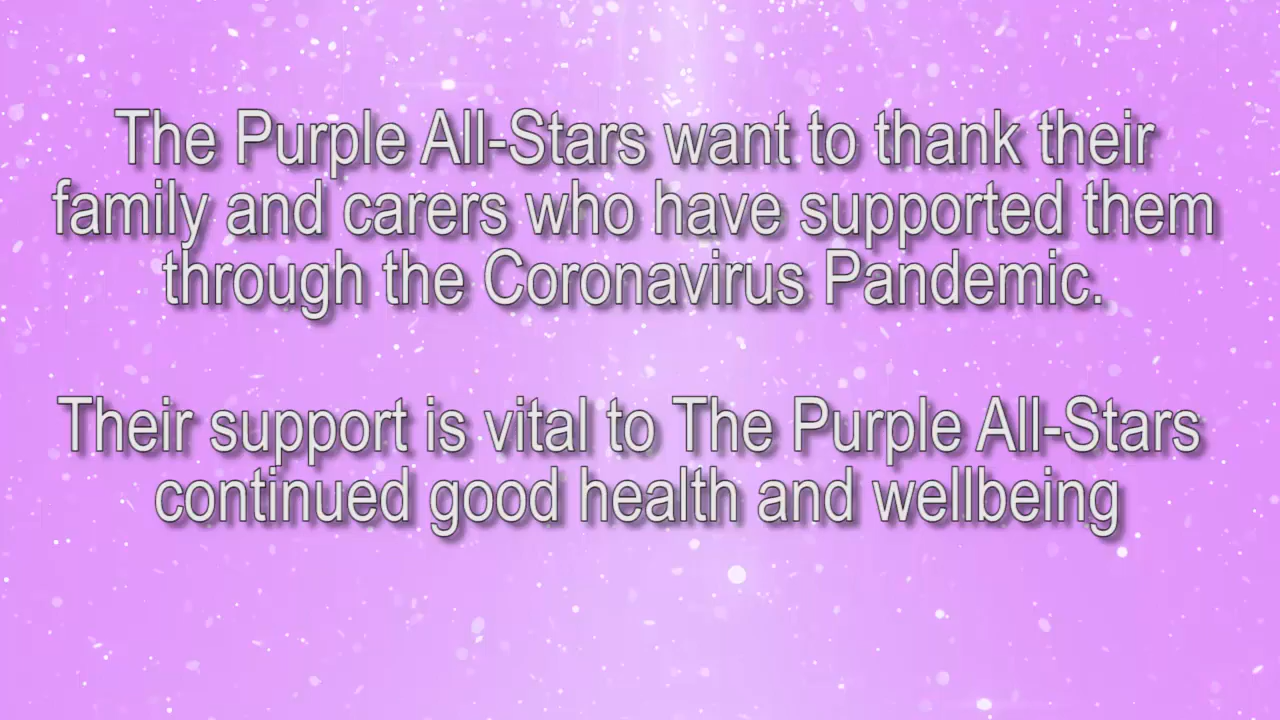 The Purple All-Stars want to thank their
family and carers who have supported them
through the Coronavirus Pandemic.
Their support is vital to The Purple All-Stars
continued good health and wellbeing